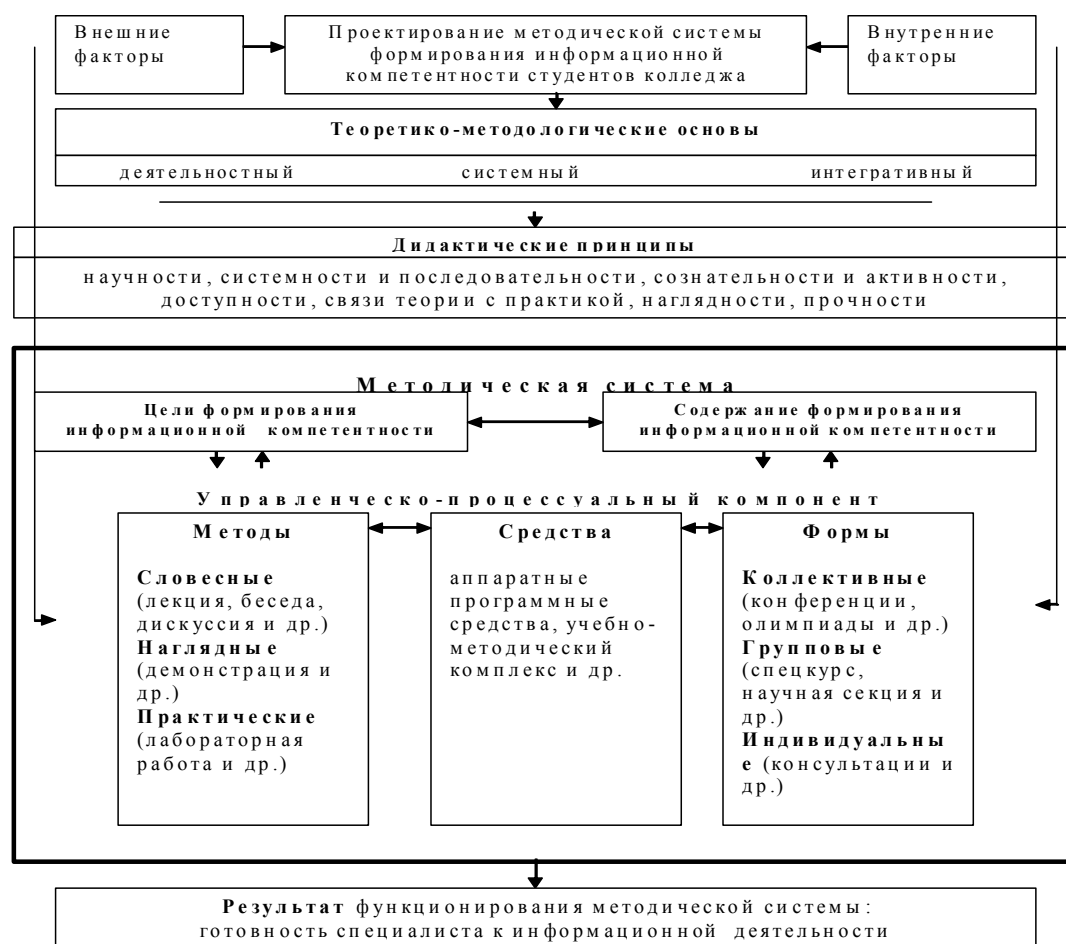 Внешние
факторы
Проектирование методической системы
формирования информационной
компетентности студентов колледжа
Внутренние
факторы
Теоретико-методологические основы
деятельностный системный интегративный
Дидактические принципы
научности, системности и последовательности, сознательности и активности,
доступности, связи теории с практикой, наглядности, прочности
Методическая система
Цели формирования
информационной компетентности
Содержание формирования
информационной компетентности
Управленческо-процессуальный компонент
Методы
Словесные
(лекция, беседа,
дискуссия и др.)
Наглядные
(демонстрация и
др.)
Практические
(лабораторная
работа и др.)
Средства
аппаратные
программные
средства, учебно-
методический
комплекс и др.
Формы
Коллективные
(конференции,
олимпиады и др.)
Групповые
(спецкурс,
научная секция и
др.)
Индивидуальны
е (консультации и
др.)
Результат функционирования методической системы:
готовность специалиста к информационной деятельности